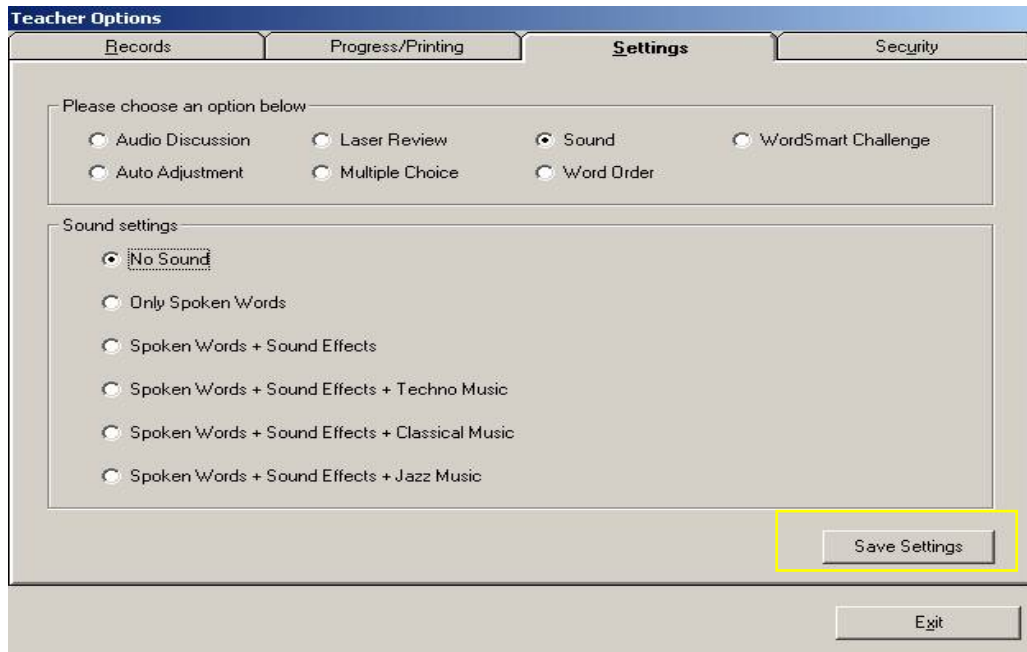 Teacher Options
Records Progress/Printing Settings Security
Please choose an option below
Audio Discussion Laser Review Sound WordSmart Challenge
Auto Adjustment Multiple Choice Word Order
Sound settings
No Sound
Only Spoken Words
Spoken Words + Sound Effects
Spoken Words + Sound Effects + Techno Music
Spoken Words + Sound Effects + Classical Music
Spoken Words + Sound Effects + Jazz Music
Save Settings
Exit